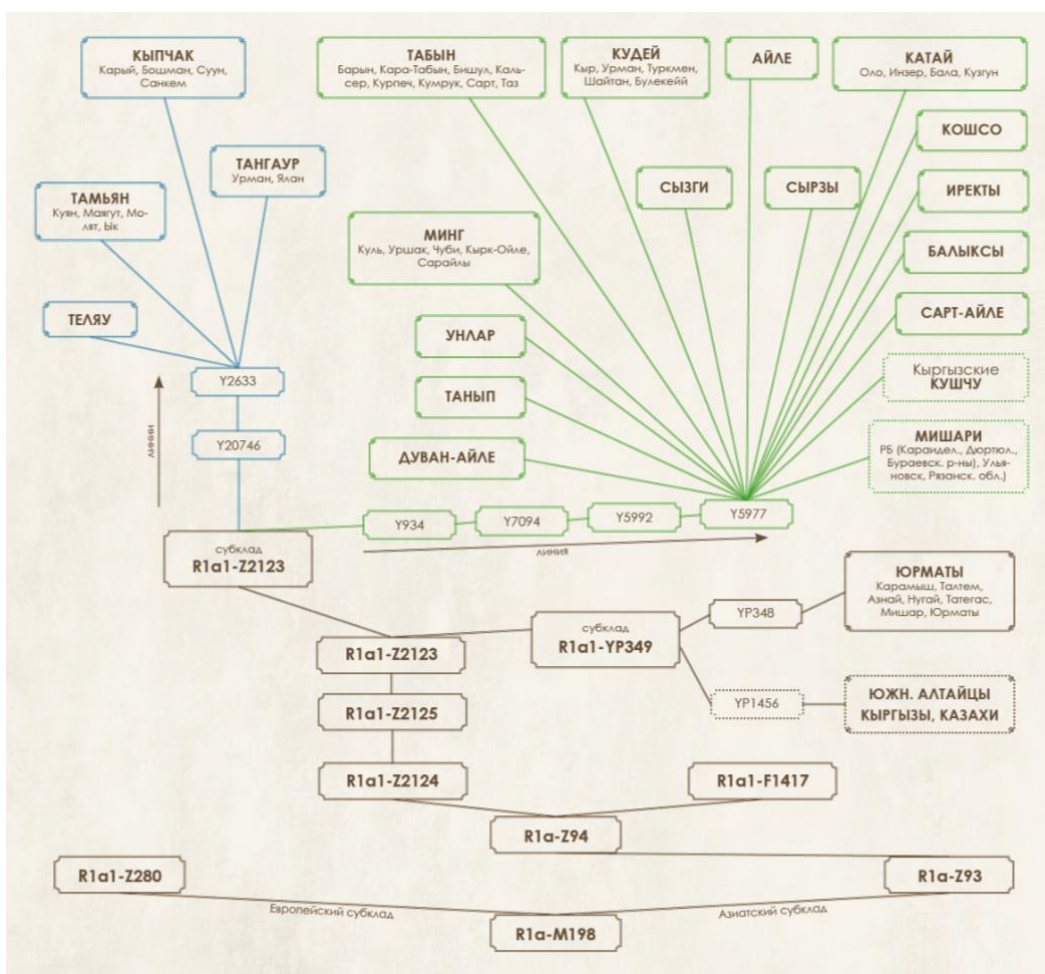 КЫПЧАК
Карый, Бошман, Суун,
Санкем
ТАБЫН
Барын, Кара-Табын, Бишул, Каль-
сер, Курпеч, Кумрук, Сарт, Таз
КУДЕЙ
Кыр, Урман, Туркмен,
Шайтан, Булекейй
АЙЛЕ
КАТАЙ
Оло, Инзер, Бала, Кузгун
КОШСО
ТАНГАУР
Урман, Ялан
ТАМЬЯН
Куян, Маягут, Мо-
лят, Ык
СЫЗГИ
СЫРЗЫ
ИРЕКТЫ
МИНГ
Куль, Уршак, Чуби, Кырк-Ойле,
Сарайлы
БАЛЫКСЫ
ТЕЛЯУ
САРТ-АЙЛЕ
УНЛАР
Y2633
Кыргызские
КУШЧУ
ТАНЫП
Y20746
МИШАРИ
РБ (Караидел., Дюртюл.,
Бураевск. р-ны), Улья-
новск, Рязанск. обл.)
ДУВАН-АЙЛЕ
линии
Y934
Y7094
Y5992
Y5977
линия
субклад
R1a1-Z2123
ЮРМАТЫ
Карамыш, Талтем,
Азнай, Нугай, Татегас,
Мишар, Юрматы
YP348
субклад
R1a1-YP349
R1a1-Z2123
YP1456
ЮЖН. АЛТАЙЦЫ
КЫРГЫЗЫ, КАЗАХИ
R1a1-Z2125
R1a1-Z2124
R1a1-F1417
R1a-Z94
R1a1-Z280
R1a-Z93
Европейский субклад
Азиатский субклад
R1a-M198